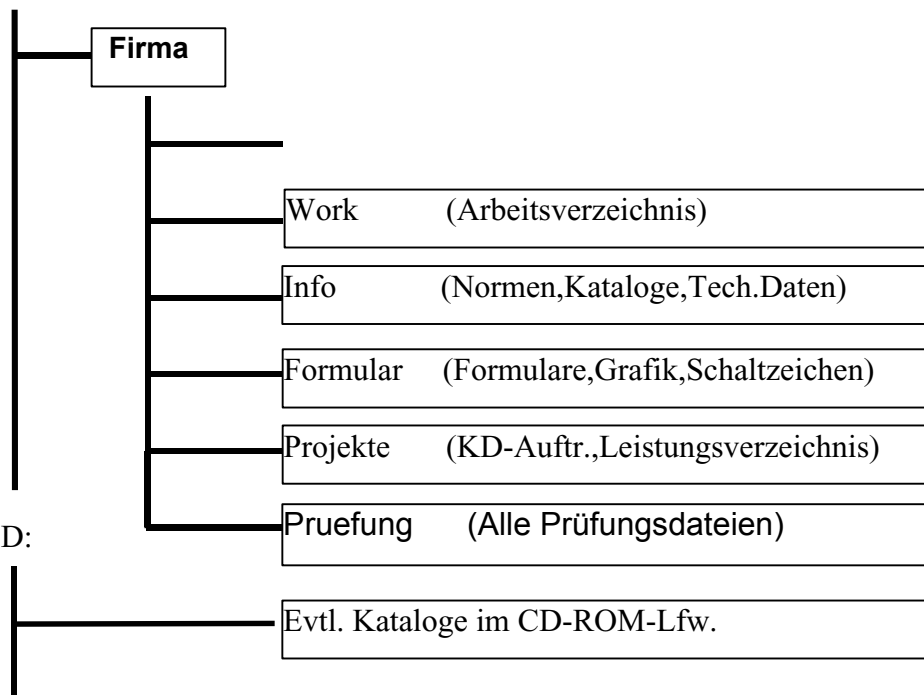 Firma
Work (Arbeitsverzeichnis)
Info (Normen,Kataloge,Tech.Daten)
Formular (Formulare,Grafik,Schaltzeichen)
Projekte (KD-Auftr.,Leistungsverzeichnis)
Pruefung (Alle Prüfungsdateien)
D:
Evtl. Kataloge im CD-ROM-Lfw.